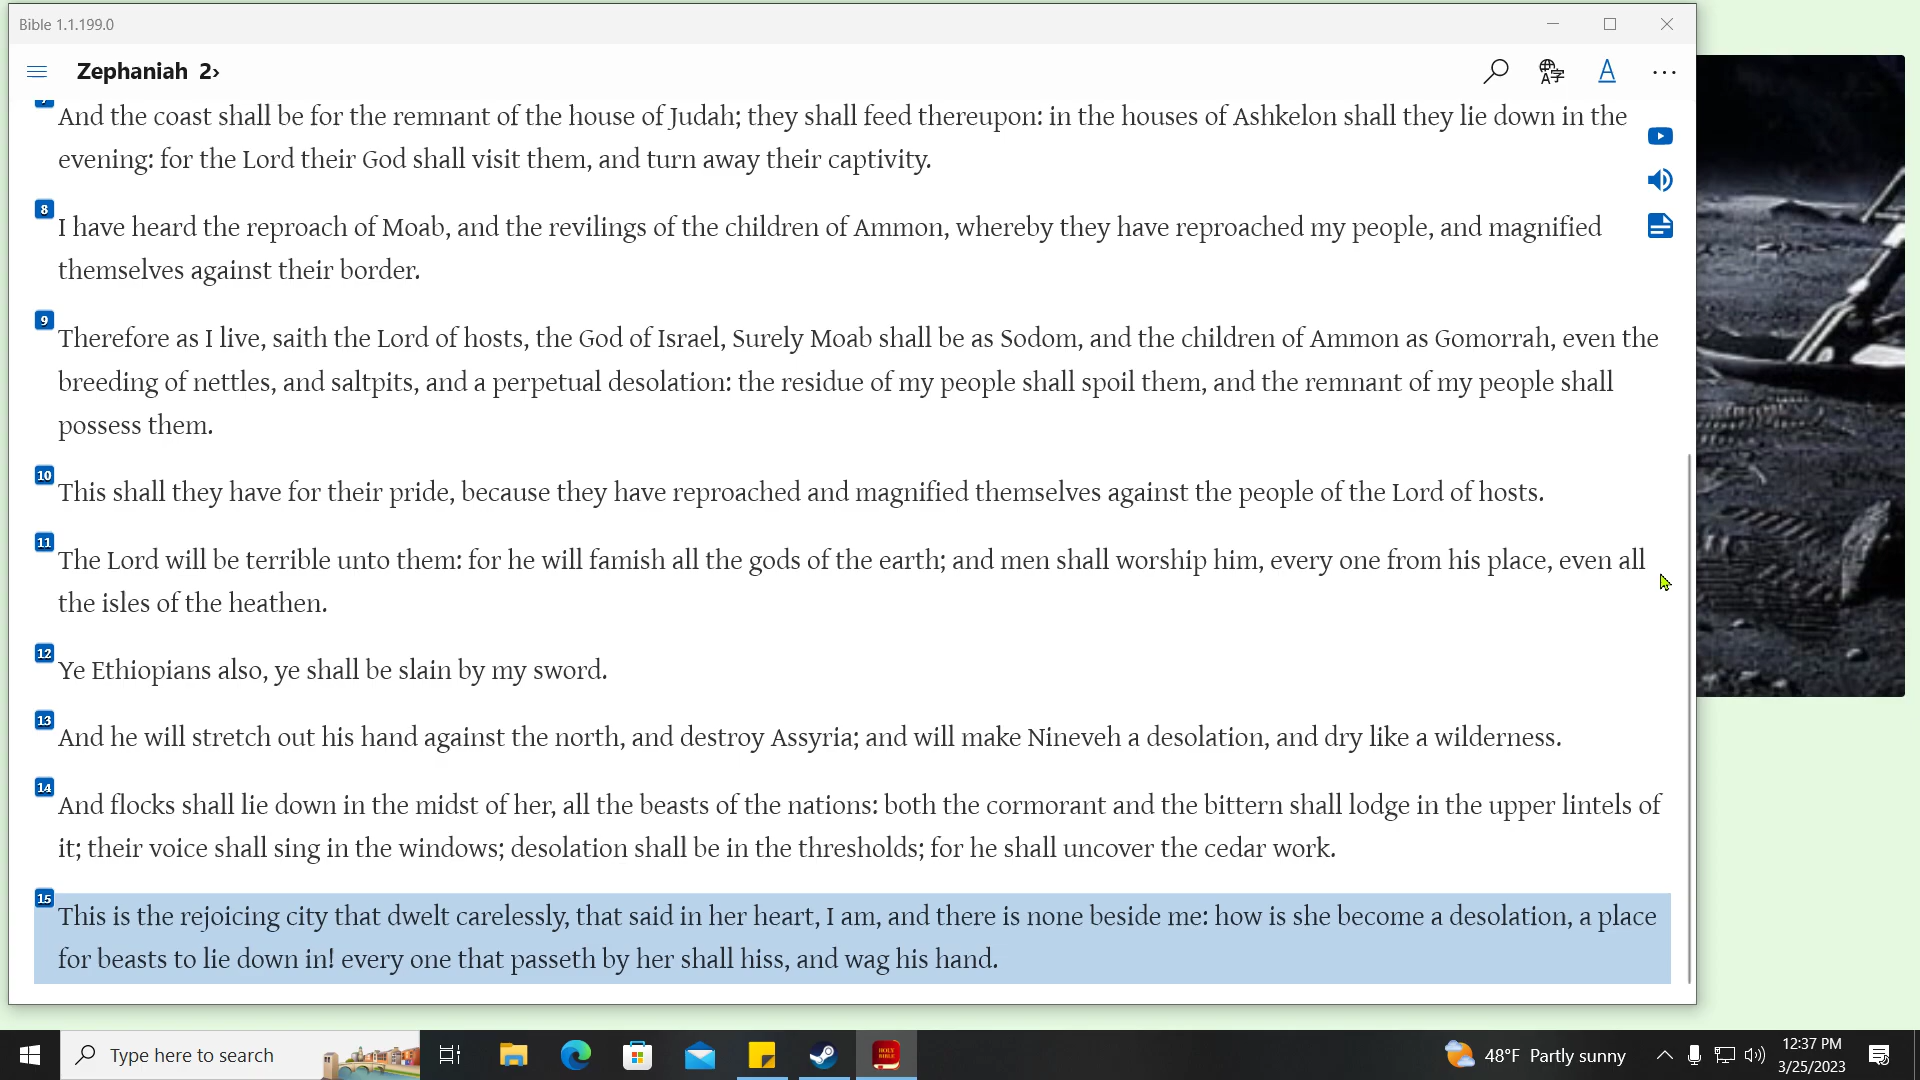 Bible 1.1.199.0
Zephaniah 2›
And the coast shall be for the remnant of the house of Judah; they shall feed thereupon: in the houses of Ashkelon shall they lie down in the
evening: for the Lord their God shall visit them, and turn away their captivity.
8
I have heard the reproach of Moab, and the revilings of the children of Ammon, whereby they have reproached my people, and magnified
themselves against their border.
9
Therefore as I live, saith the Lord of hosts, the God of Israel, Surely Moab shall be as Sodom, and the children of Ammon as Gomorrah, even the
breeding of nettles, and saltpits, and a perpetual desolation: the residue of my people shall spoil them, and the remnant of my people shall
possess them.
10
This shall they have for their pride, because they have reproached and magnified themselves against the people of the Lord of hosts.
11
The Lord will be terrible unto them: for he will famish all the gods of the earth; and men shall worship him, every one from his place, even all
the isles of the heathen.
12
Ye Ethiopians also, ye shall be slain by my sword.
13
And he will stretch out his hand against the north, and destroy Assyria; and will make Nineveh a desolation, and dry like a wilderness.
14
And flocks shall lie down in the midst of her, all the beasts of the nations: both the cormorant and the bittern shall lodge in the upper lintels of
it; their voice shall sing in the windows; desolation shall be in the thresholds; for he shall uncover the cedar work.
15
This is the rejoicing city that dwelt carelessly, that said in her heart, I am, and there is none beside me: how is she become a desolation, a place
for beasts to lie down in! every one that passeth by her shall hiss, and wag his hand.
Type here to search
HOLY BIBLE
48°F Partly sunny
12:37 PM
3/25/2023